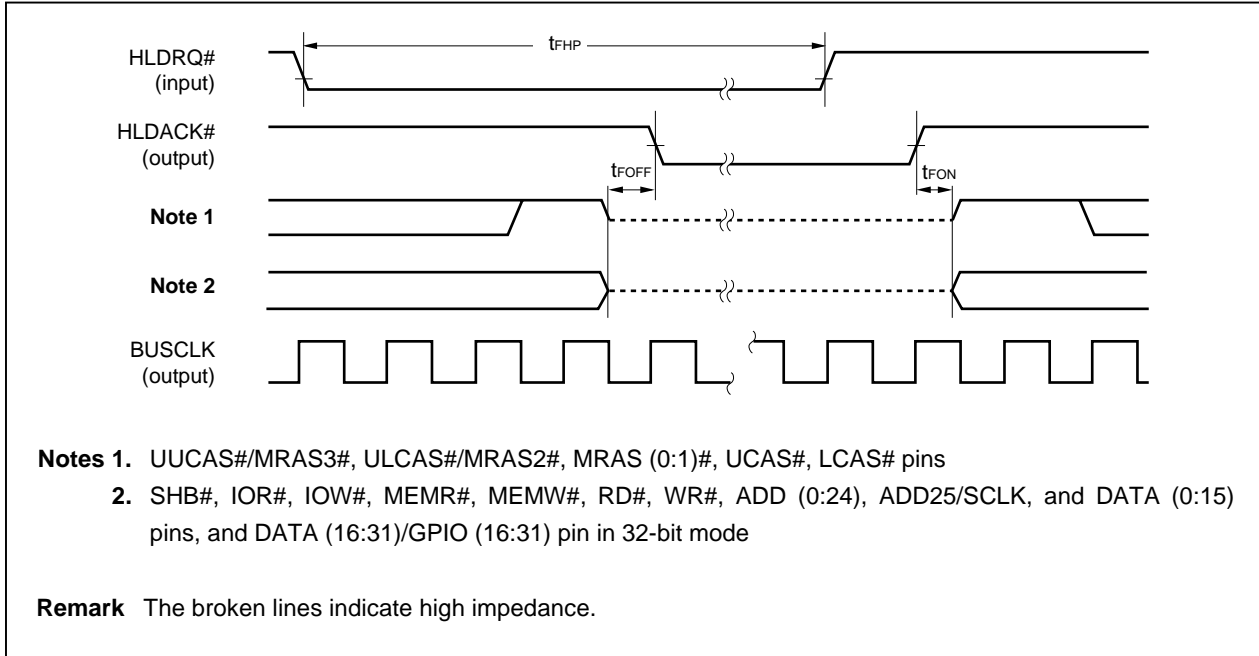 tFHP
HLDRQ#
(input)
HLDACK#
(output)
tFOFF
tFON
Note 1
Note 2
BUSCLK
(output)
Notes 1. UUCAS#/MRAS3#, ULCAS#/MRAS2#, MRAS (0:1)#, UCAS#, LCAS# pins
2. SHB#, IOR#, IOW#, MEMR#, MEMW#, RD#, WR#, ADD (0:24), ADD25/SCLK, and DATA (0:15)
pins, and DATA (16:31)/GPIO (16:31) pin in 32-bit mode
Remark The broken lines indicate high impedance.